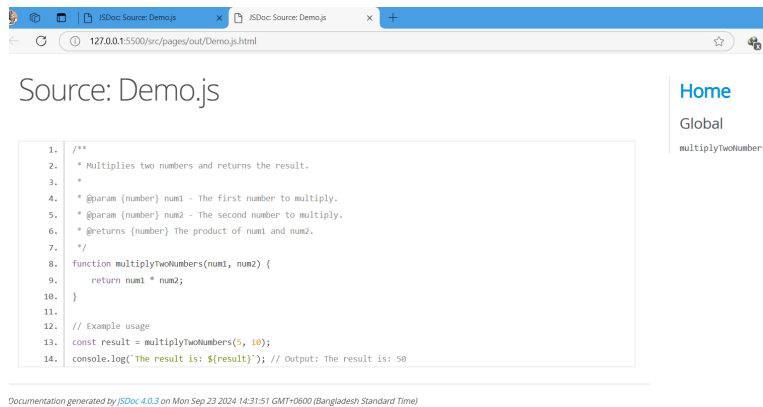 JSDoc: Source: Demo.js
JSDoc: Source: Demo.js
127.0.0.1:5500/src/pages/out/Demo.js.html
Source: Demo.js
Home
Global
multiplyTwoNumbers
1. /**
2. * Multiplies two numbers and returns the result.
3. *
4. * @param {number} num1 - The first number to multiply.
5. * @param {number} num2 - The second number to multiply.
6. * @returns {number} The product of num1 and num2.
7. */
8. function multiplyTwoNumbers(num1, num2) {
9. return num1 * num2;
10. }
11.
12. // Example usage
13. const result = multiplyTwoNumbers(5, 10);
14. console.log(`The result is: ${result}`); // Output: The result is: 50
Documentation generated by JSDoc 4.0.3 on Mon Sep 23 2024 14:31:51 GMT+0600 (Bangladesh Standard Time)